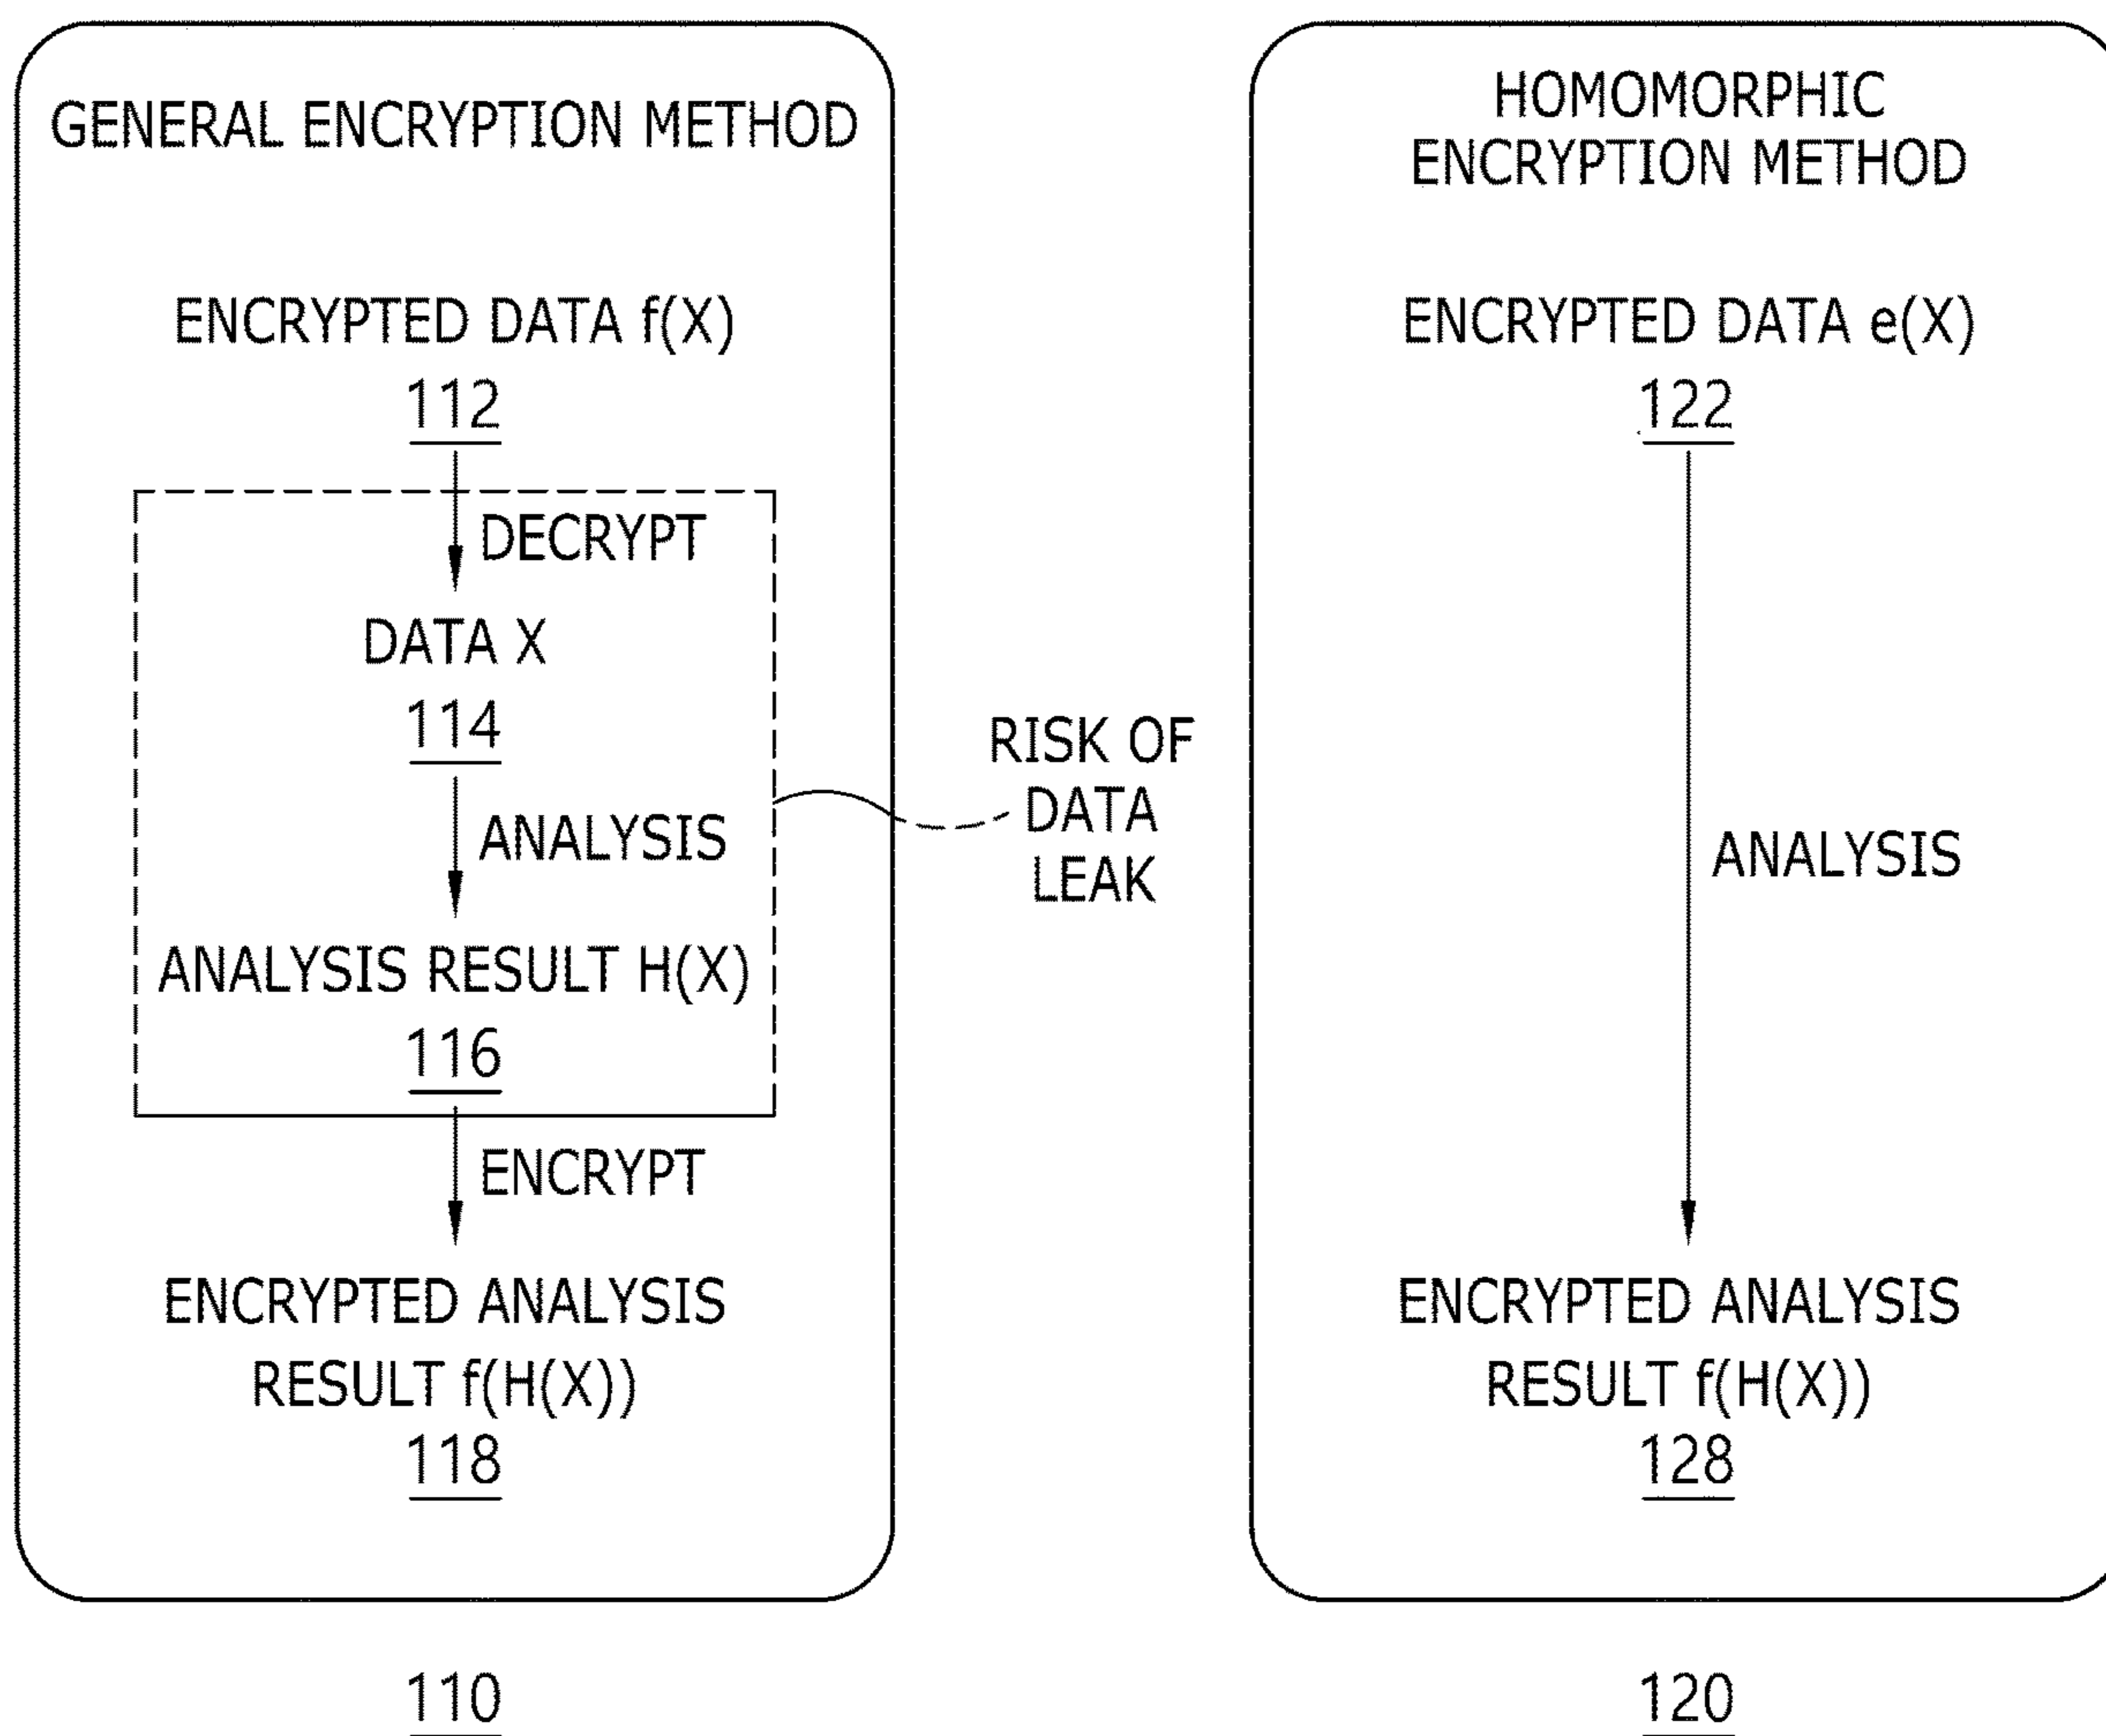 GENERAL ENCRYPTION METHOD
ENCRYPTED DATA f(X)
112
DECRYPT
DATA X
114
ANALYSIS
ANALYSIS RESULT H(X)
116
ENCRYPT
ENCRYPTED ANALYSIS
RESULT f(H(X))
118
110
RISK OF
DATA
LEAK
HOMOMORPHIC
ENCRYPTION METHOD
ENCRYPTED DATA e(X)
122
ANALYSIS
ENCRYPTED ANALYSIS
RESULT f(H(X))
128
120